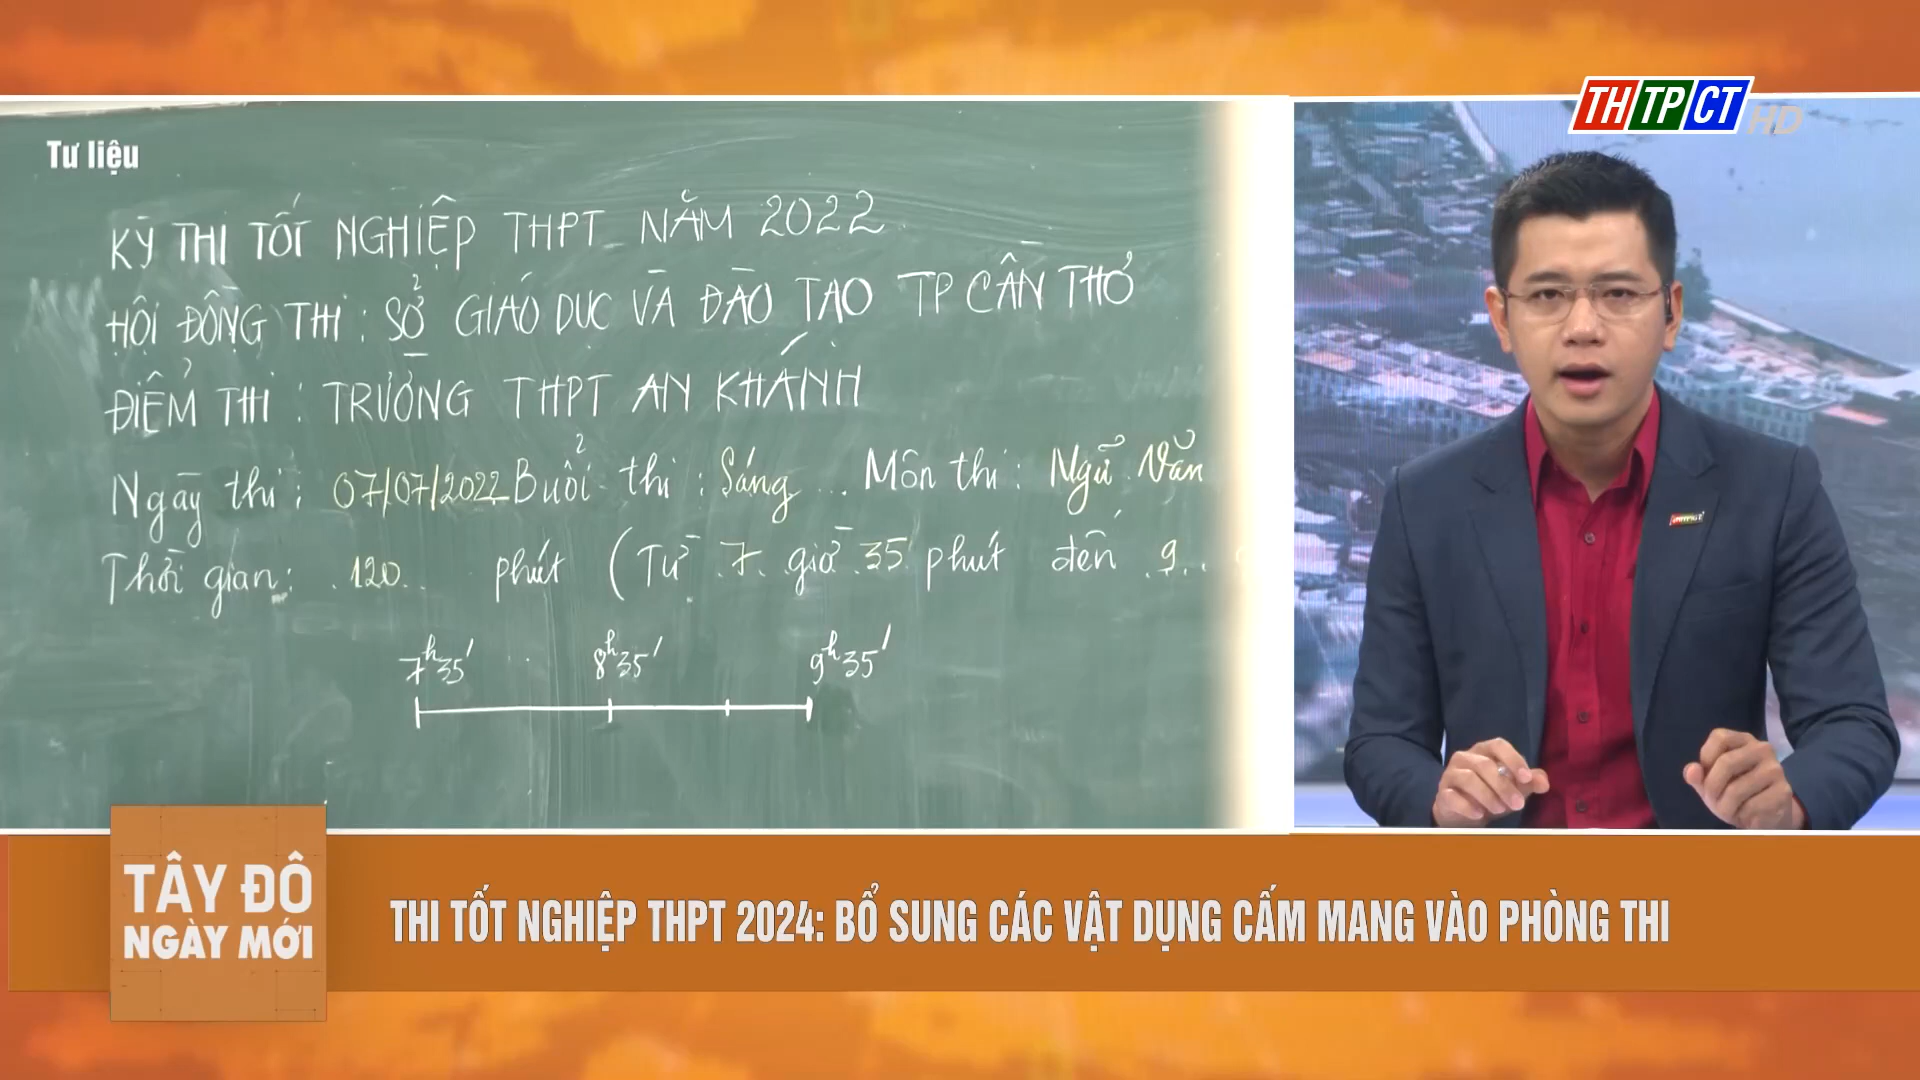 THTPCT HD
Tư liệu
KỲ THI TỐT NGHIỆP THPT NĂM 2022
HỘI ĐỒNG THI : SỞ GIÁO DỤC VÀ ĐÀO TẠO TP CẦN THƠ
ĐIỂM THI : TRƯỜNG THPT AN KHÁNH
Ngày thi : 07/07/2022 Buổi thi : Sáng ... Môn thi : Ngữ Văn
Thời gian : . 120 . . phút ( Từ . 7 . giờ . 35 phút đến . 9 . .
7h35' 8h35' 9h35'
TÂY ĐÔ
NGÀY MỚI
THI TỐT NGHIỆP THPT 2024: BỔ SUNG CÁC VẬT DỤNG CẤM MANG VÀO PHÒNG THI